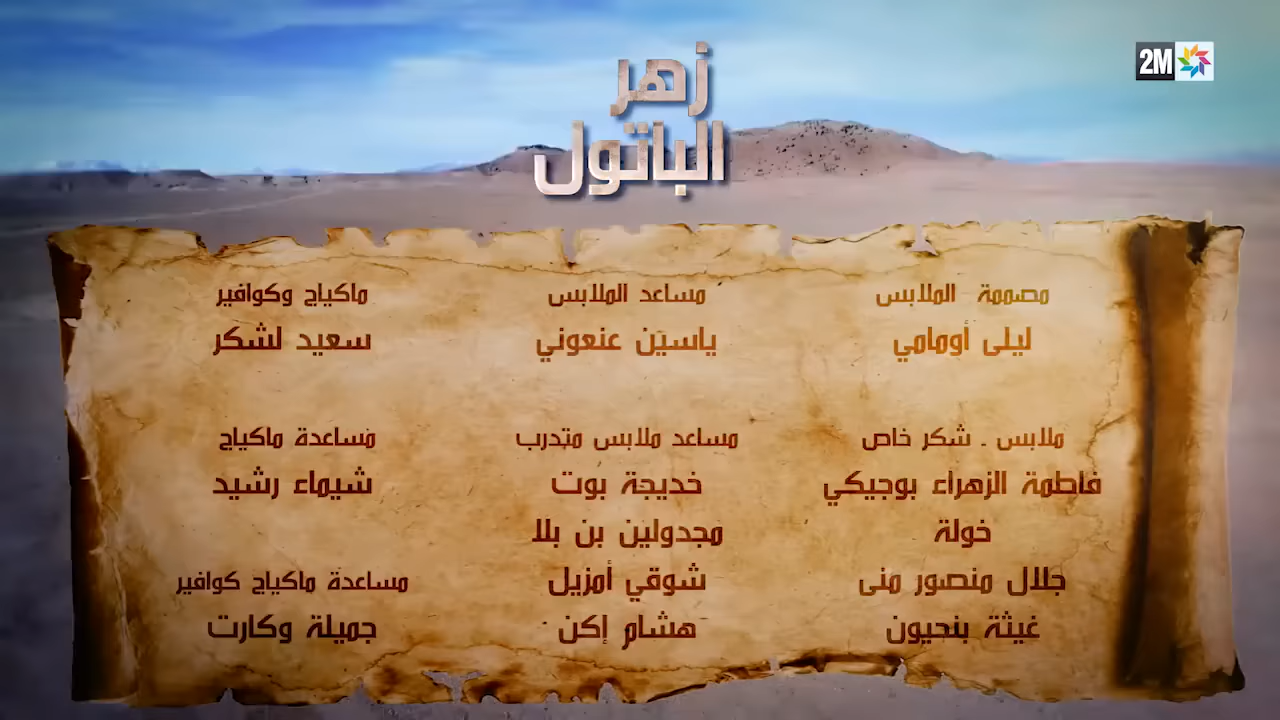 زهر
الباتول
2M
مصممة الملابس
ليلى أومامي
ملابس - شكر خاص
فاطمة الزهراء بوجيكي
خولة
جلال منصور منى
غيثة بنحيون
مساعد الملابس
ياسين عنعوني
مساعد ملابس متدرب
خديجة بوت
مجدولين بن بلا
شوقي أمزيل
هشام إكن
ماكياج وكوافير
سعيد لشكر
مساعدة ماكياج
شيماء رشيد
مساعدة ماكياج كوافير
جميلة وكارت